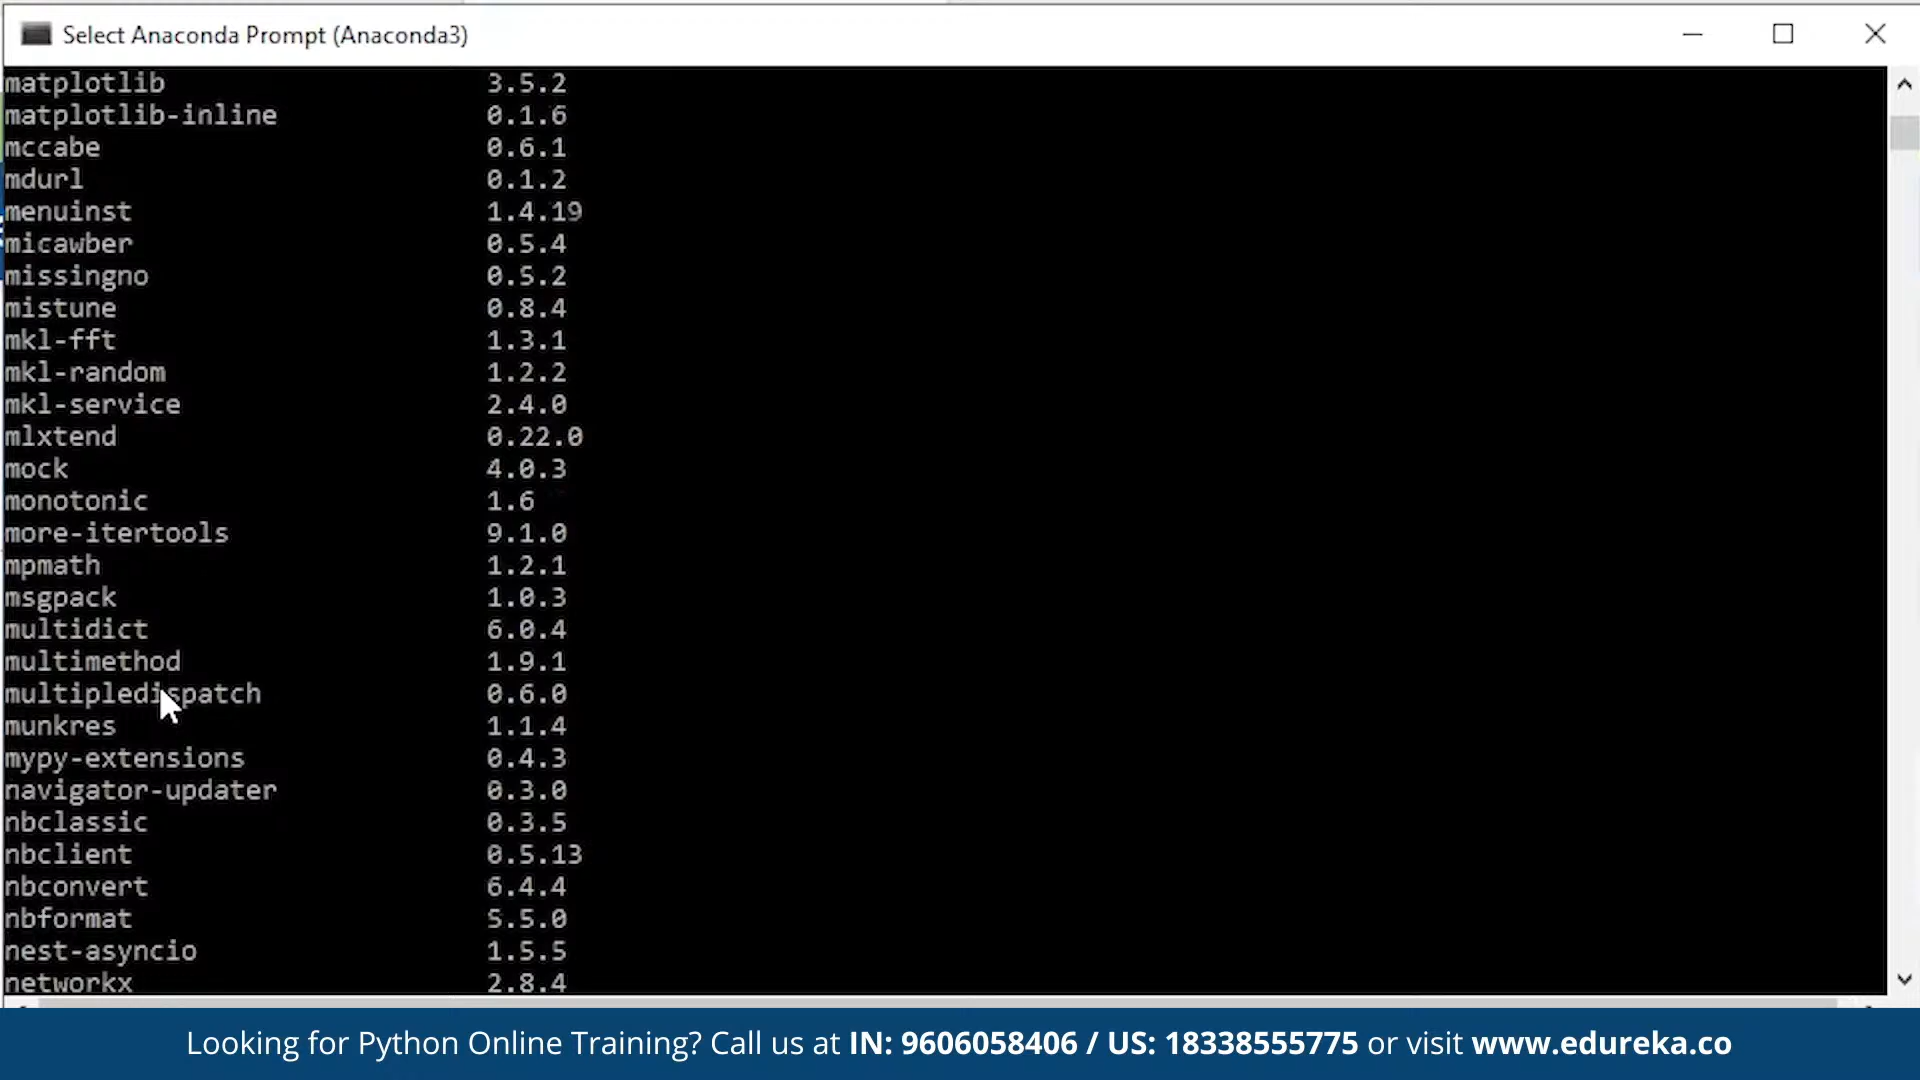 Select Anaconda Prompt (Anaconda3)
matplotlib 3.5.2
matplotlib-inline 0.1.6
mccabe 0.6.1
mdurl 0.1.2
menuinst 1.4.19
micawber 0.5.4
missingno 0.5.2
mistune 0.8.4
mkl-fft 1.3.1
mkl-random 1.2.2
mkl-service 2.4.0
mlxtend 0.22.0
mock 4.0.3
monotonic 1.6
more-itertools 9.1.0
mpmath 1.2.1
msgpack 1.0.3
multidict 6.0.4
multimethod 1.9.1
multipledispatch 0.6.0
munkres 1.1.4
mypy-extensions 0.4.3
navigator-updater 0.3.0
nbclassic 0.3.5
nbclient 0.5.13
nbconvert 6.4.4
nbformat 5.5.0
nest-asyncio 1.5.5
networkx 2.8.4
Looking for Python Online Training? Call us at IN: 9606058406 / US: 18338555775 or visit www.edureka.co